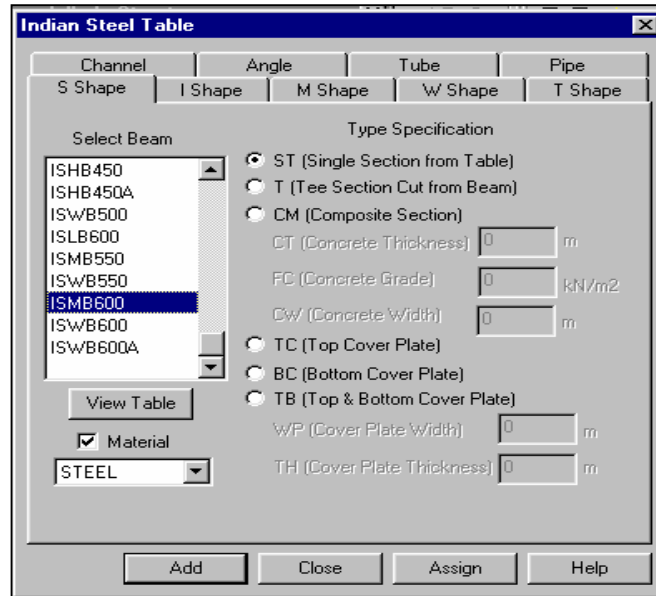 Indian Steel Table
Channel Angle Tube Pipe
S Shape I Shape M Shape W Shape T Shape
Select Beam
ISHB450
ISHB450A
ISWB500
ISLB600
ISMB550
ISWB550
ISMB600
ISWB600
ISWB600A
View Table
Material
STEEL
Type Specification
ST (Single Section from Table)
T (Tee Section Cut from Beam)
CM (Composite Section)
CT (Concrete Thickness) 0 m
FC (Concrete Grade) 0 kN/m2
CW (Concrete Width) 0 m
TC (Top Cover Plate)
BC (Bottom Cover Plate)
TB (Top & Bottom Cover Plate)
WP (Cover Plate Width) 0 m
TH (Cover Plate Thickness) 0 m
Add Close Assign Help